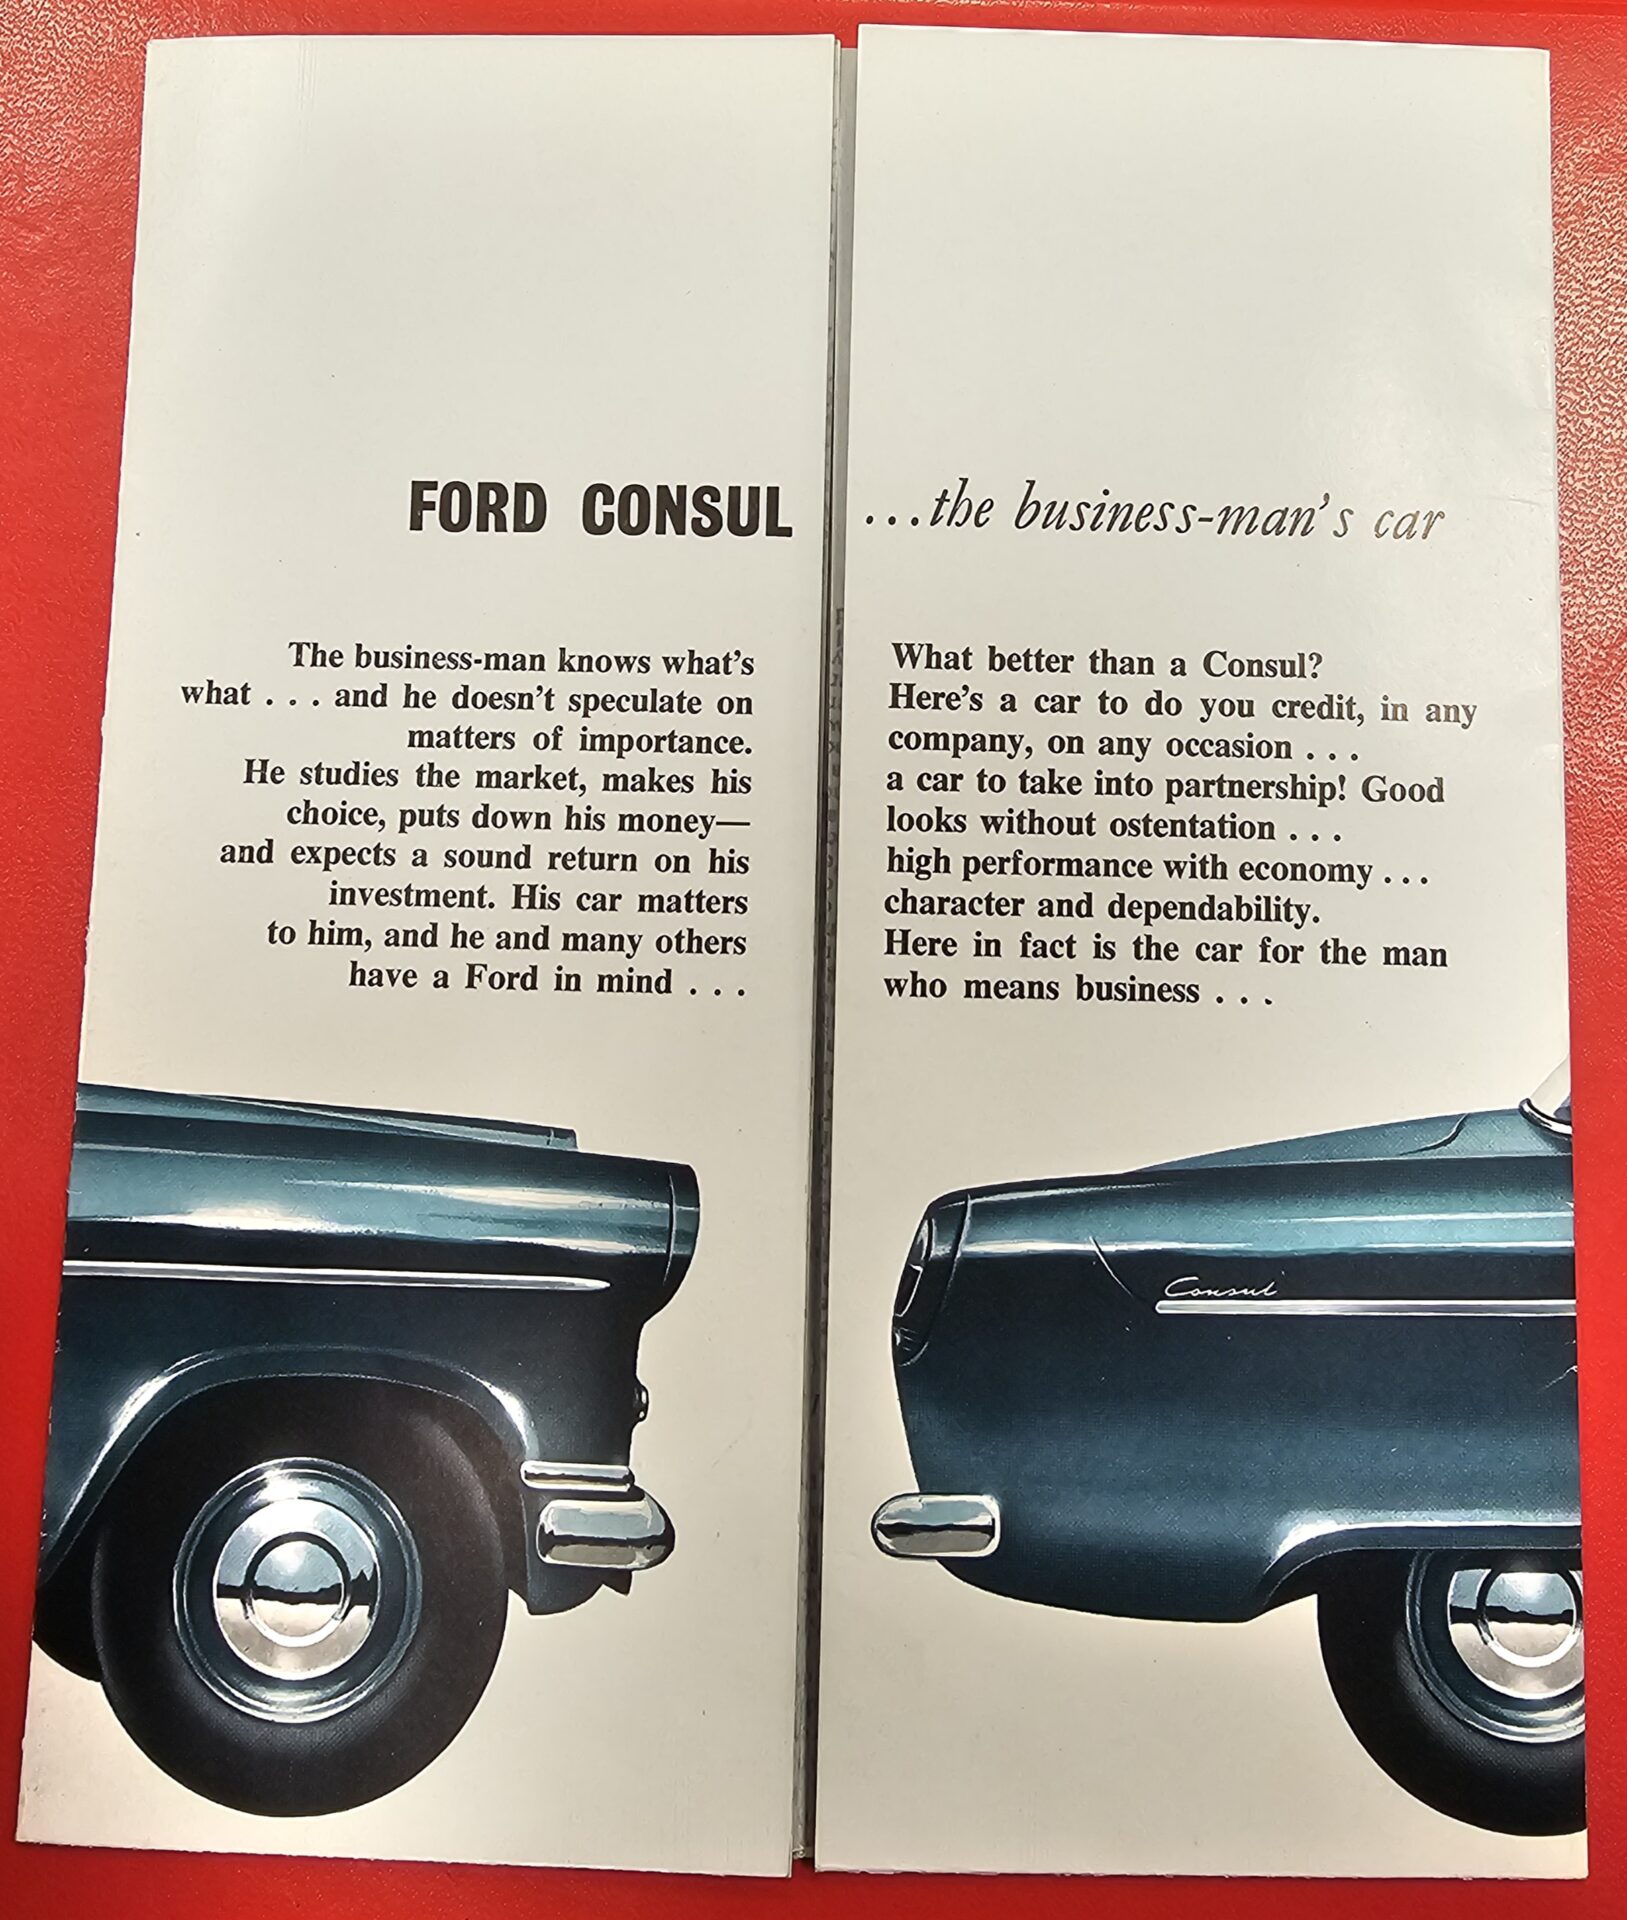 FORD CONSUL ...the business-man's car
The business-man knows what's
what . . . and he doesn't speculate on
matters of importance.
He studies the market, makes his
choice, puts down his money—
and expects a sound return on his
investment. His car matters
to him, and he and many others
have a Ford in mind . . .
What better than a Consul?
Here's a car to do you credit, in any
company, on any occasion . . .
a car to take into partnership! Good
looks without ostentation . . .
high performance with economy . . .
character and dependability.
Here in fact is the car for the man
who means business . . .
Consul